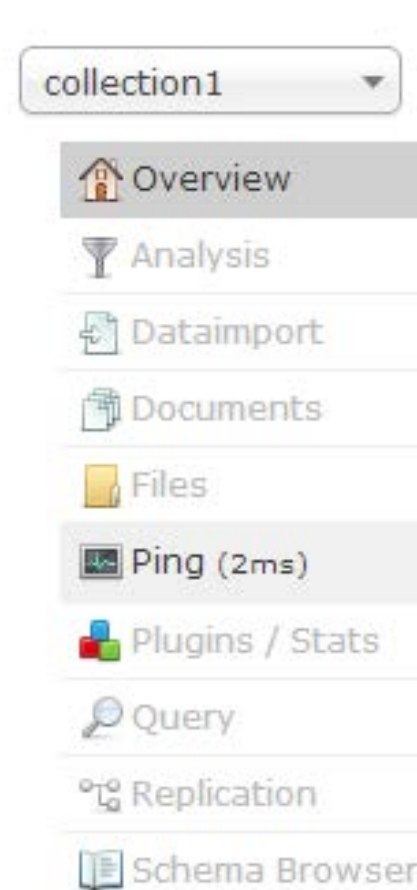 collection1
Overview
Analysis
Dataimport
Documents
Files
Ping (2ms)
Plugins / Stats
Query
Replication
Schema Browser